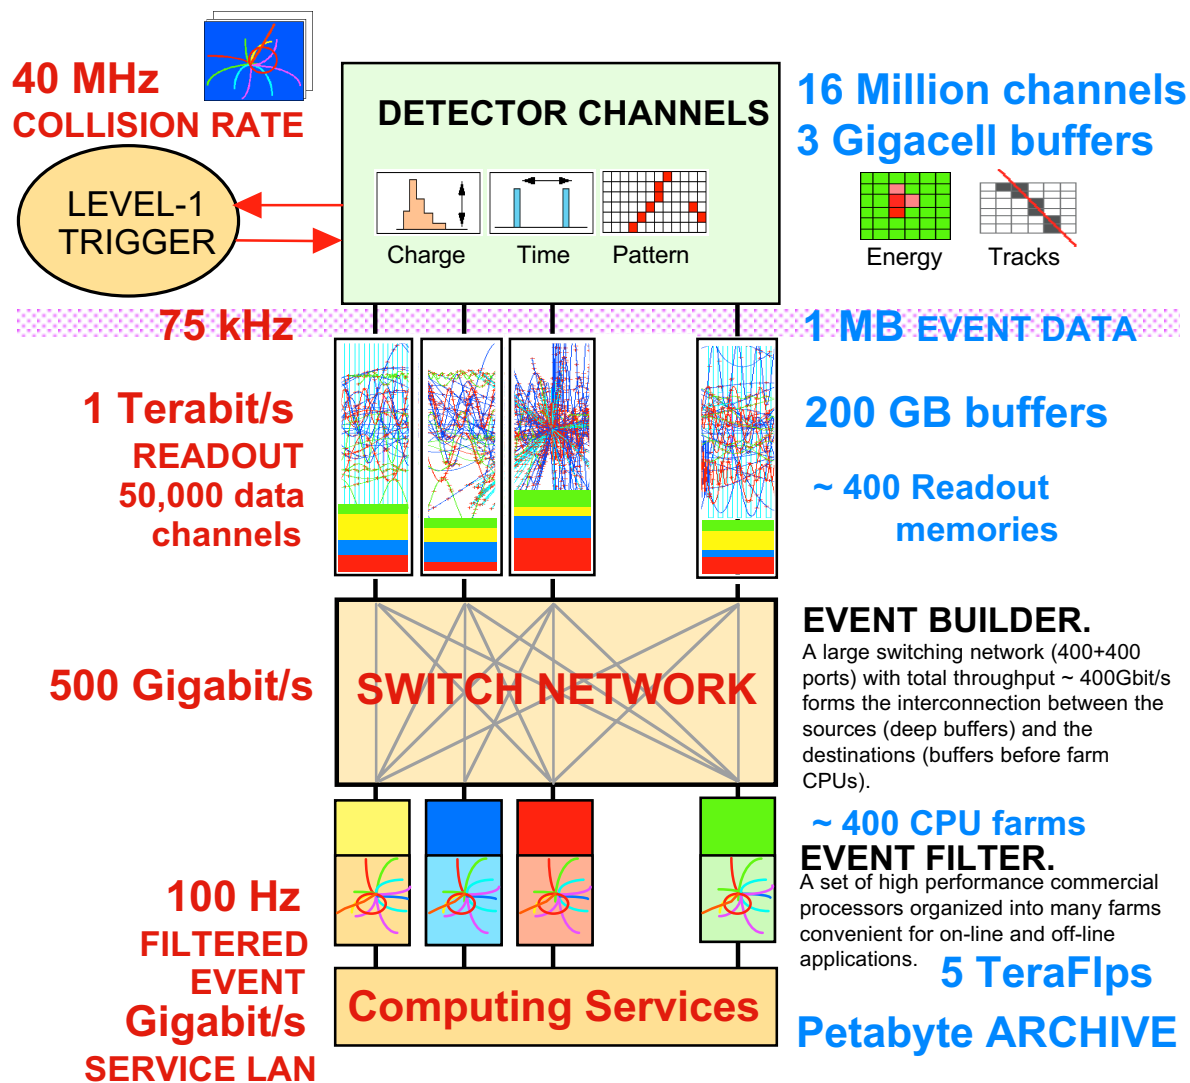 40 MHz
COLLISION RATE
LEVEL-1
TRIGGER
DETECTOR CHANNELS
Charge
Time
Pattern
16 Million channels
3 Gigacell buffers
Energy
Tracks
75 kHz
1 MB EVENT DATA
1 Terabit/s
READOUT
50,000 data
channels
200 GB buffers
~ 400 Readout
memories
500 Gigabit/s
SWITCH NETWORK
EVENT BUILDER.
A large switching network (400+400
ports) with total throughput ~ 400Gbit/s
forms the interconnection between the
sources (deep buffers) and the
destinations (buffers before farm
CPUs).
~ 400 CPU farms
EVENT FILTER.
A set of high performance commercial
processors organized into many farms
convenient for on-line and off-line
applications.
5 TeraFlps
100 Hz
FILTERED
EVENT
Gigabit/s
SERVICE LAN
Computing Services
Petabyte ARCHIVE